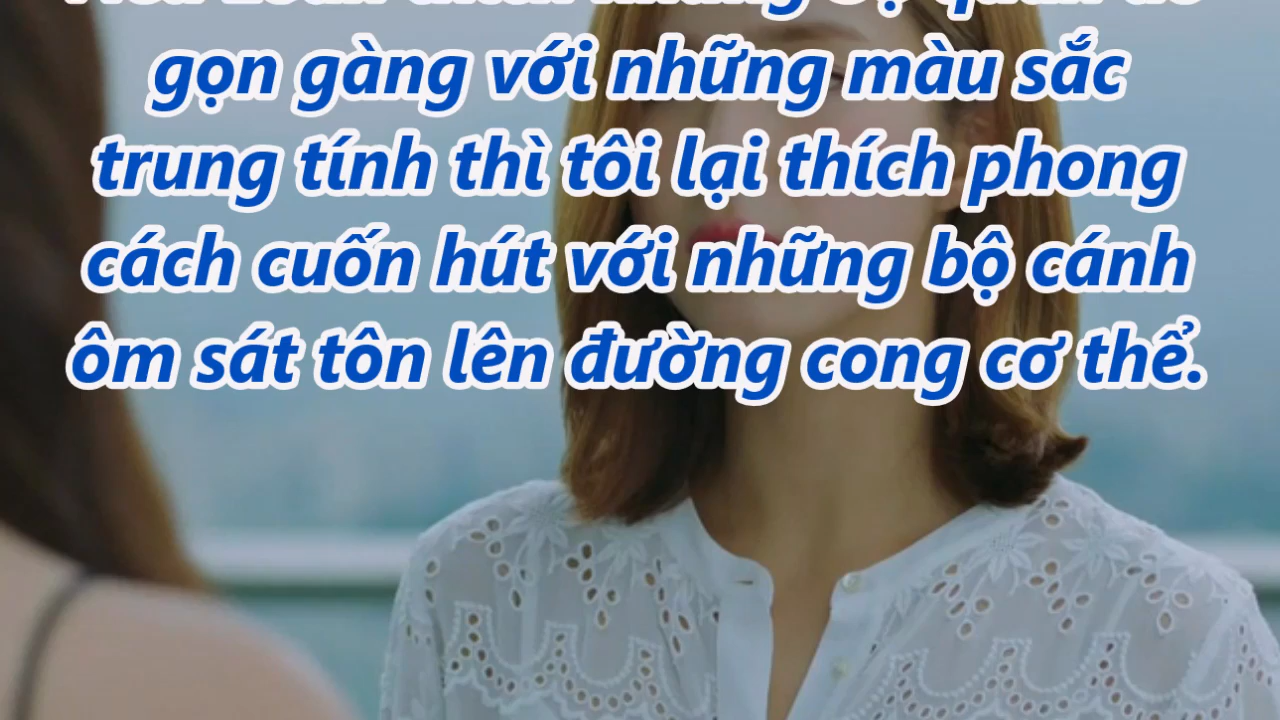 gọn gàng với những màu sắc
trung tính thì tôi lại thích phong
cách cuốn hút với những bộ cánh
ôm sát tôn lên đường cong cơ thể.